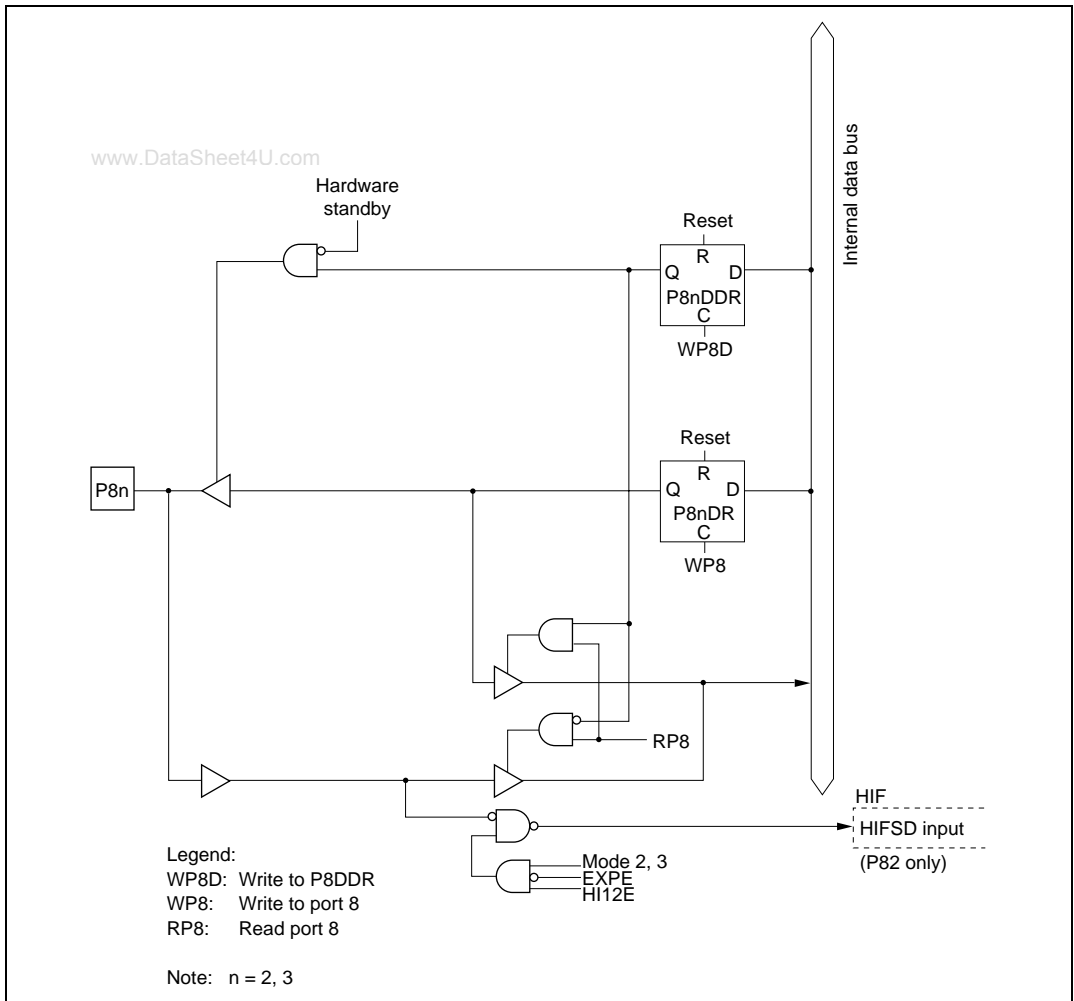 www.DataSheet4U.com
Hardware
standby
Internal data bus
Reset
R
Q D
P8nDDR
C
WP8D
Reset
R
P8n
Q D
P8nDR
C
WP8
RP8
HIF
HIFSD input
(P82 only)
Mode 2, 3
EXPE
HI12E
Legend:
WP8D: Write to P8DDR
WP8: Write to port 8
RP8: Read port 8
Note: n = 2, 3